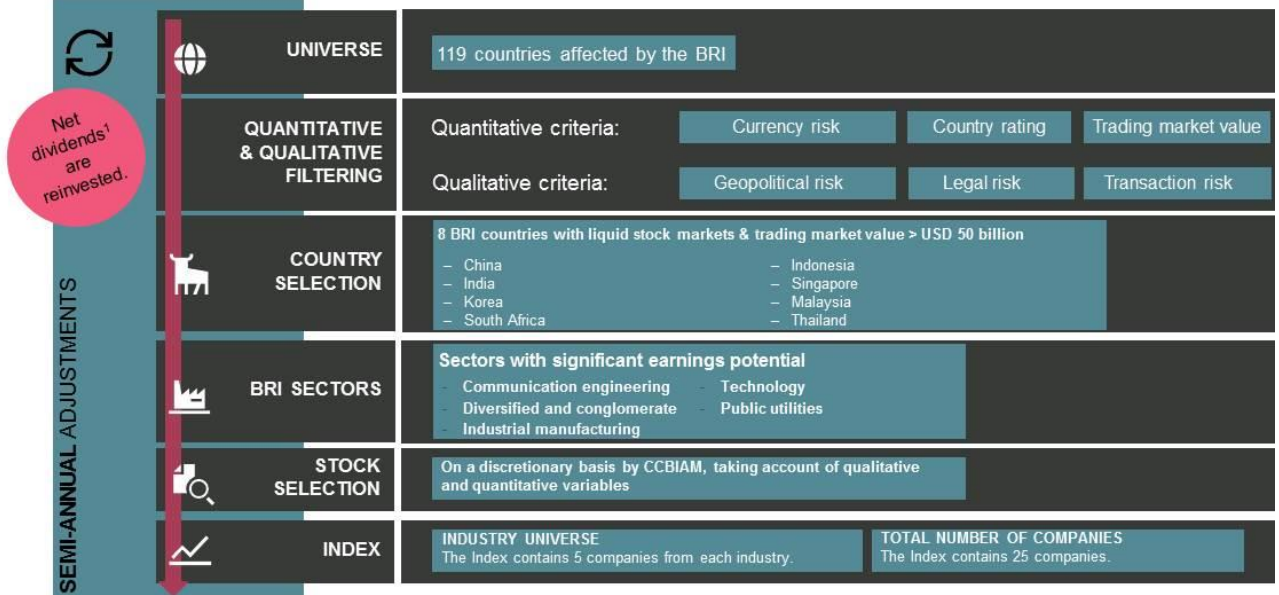 UNIVERSE
119 countries affected by the BRI
Net
dividends¹
are
reinvested.
QUANTITATIVE
& QUALITATIVE
FILTERING
Quantitative criteria:
Currency risk
Country rating
Trading market value
Qualitative criteria:
Geopolitical risk
Legal risk
Transaction risk
COUNTRY
SELECTION
8 BRI countries with liquid stock markets & trading market value > USD 50 billion
– China
– India
– Korea
– South Africa
– Indonesia
– Singapore
– Malaysia
– Thailand
BRI SECTORS
Sectors with significant earnings potential
- Communication engineering
- Diversified and conglomerate
- Industrial manufacturing
- Technology
- Public utilities
STOCK
SELECTION
On a discretionary basis by CCBIAM, taking account of qualitative
and quantitative variables
INDEX
INDUSTRY UNIVERSE
The Index contains 5 companies from each industry.
TOTAL NUMBER OF COMPANIES
The Index contains 25 companies.
SEMI-ANNUAL ADJUSTMENTS